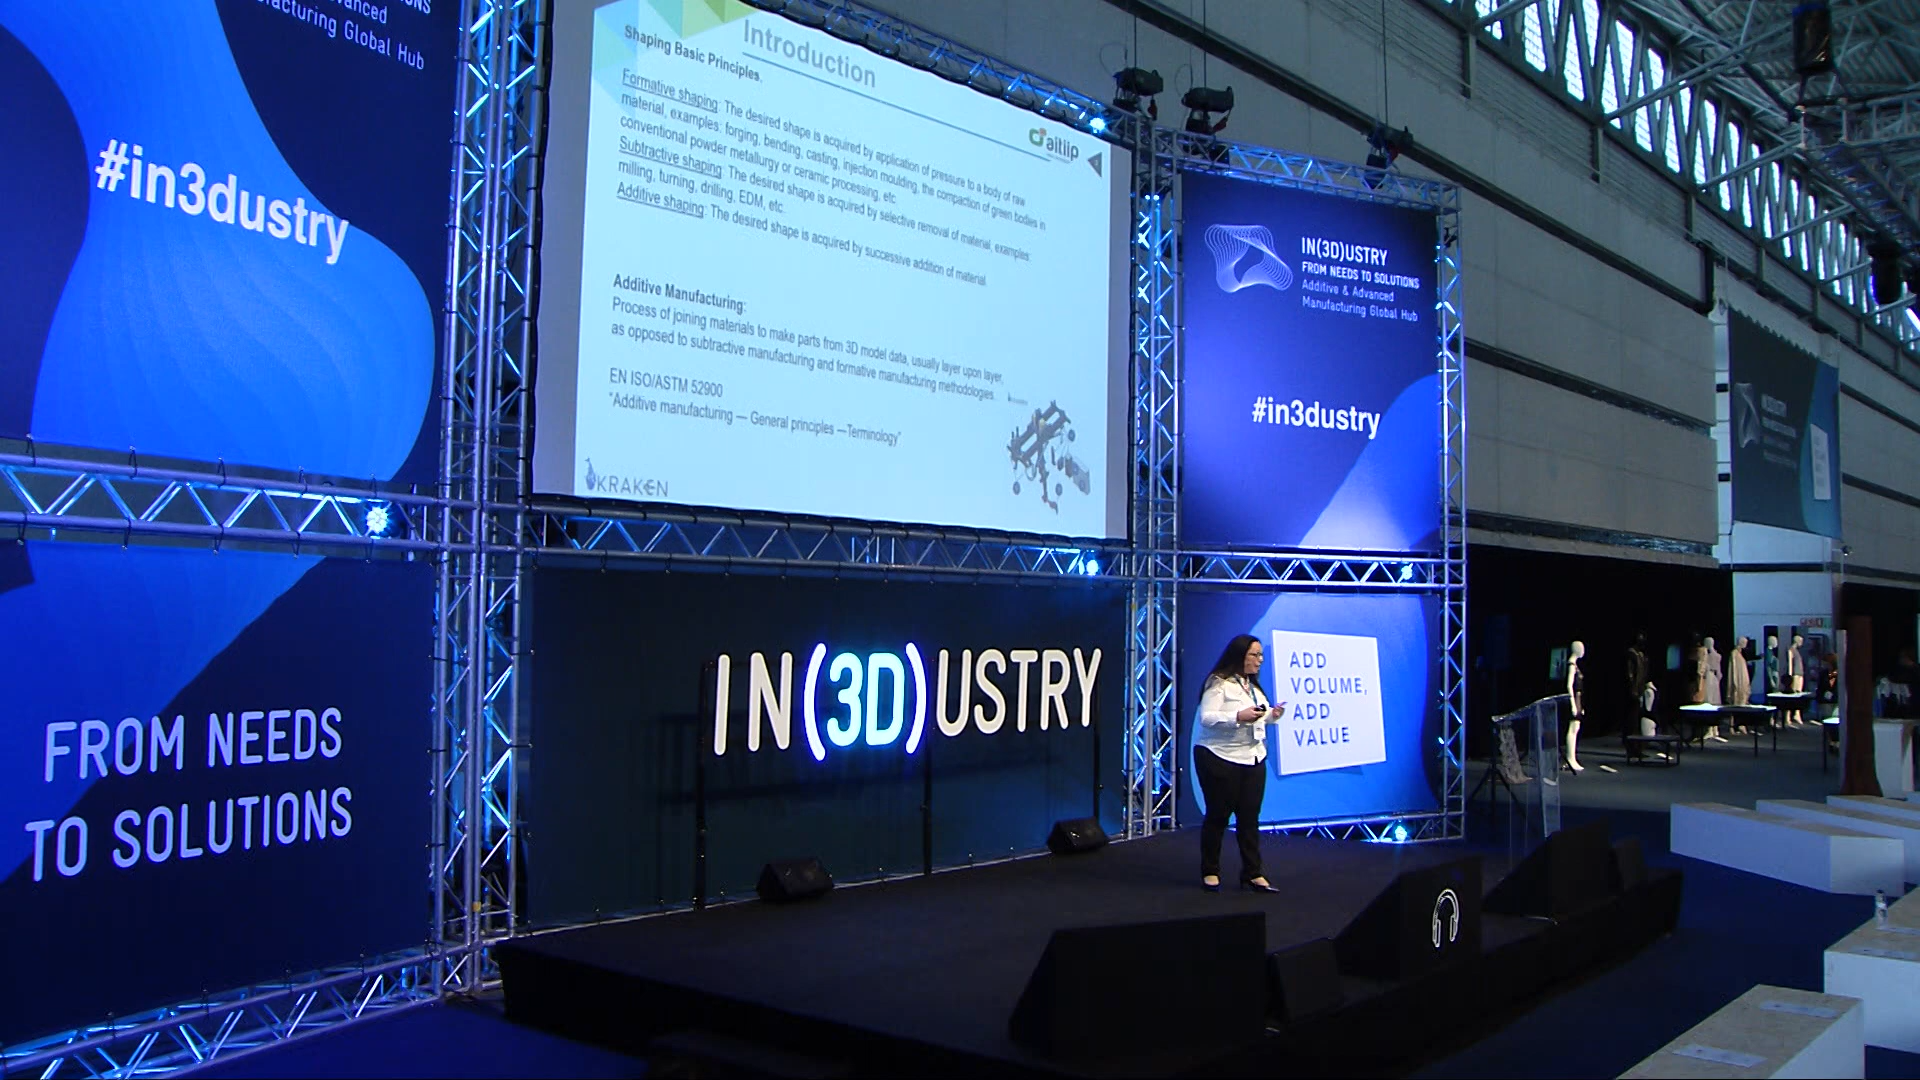 anced
acturing Global Hub
#in3dustry
FROM NEEDS
TO SOLUTIONS
Introduction
Shaping Basic Principles.
Formative shaping: The desired shape is acquired by application of pressure to a body of raw
material, examples: forging, bending, casting, injection moulding, the compaction of green bodies in
conventional powder metallurgy or ceramic processing, etc.
Subtractive shaping: The desired shape is acquired by selective removal of material, examples:
milling, turning, drilling, EDM, etc.
Additive shaping: The desired shape is acquired by successive addition of material.
aitiip
Additive Manufacturing:
Process of joining materials to make parts from 3D model data, usually layer upon layer,
as opposed to subtractive manufacturing and formative manufacturing methodologies.
EN ISO/ASTM 52900
"Additive manufacturing — General principles —Terminology"
KRAK€N
IN(3D)USTRY
IN(3D)USTRY
FROM NEEDS TO SOLUTIONS
Additive & Advanced
Manufacturing Global Hub
#in3dustry
ADD
VOLUME,
ADD
VALUE